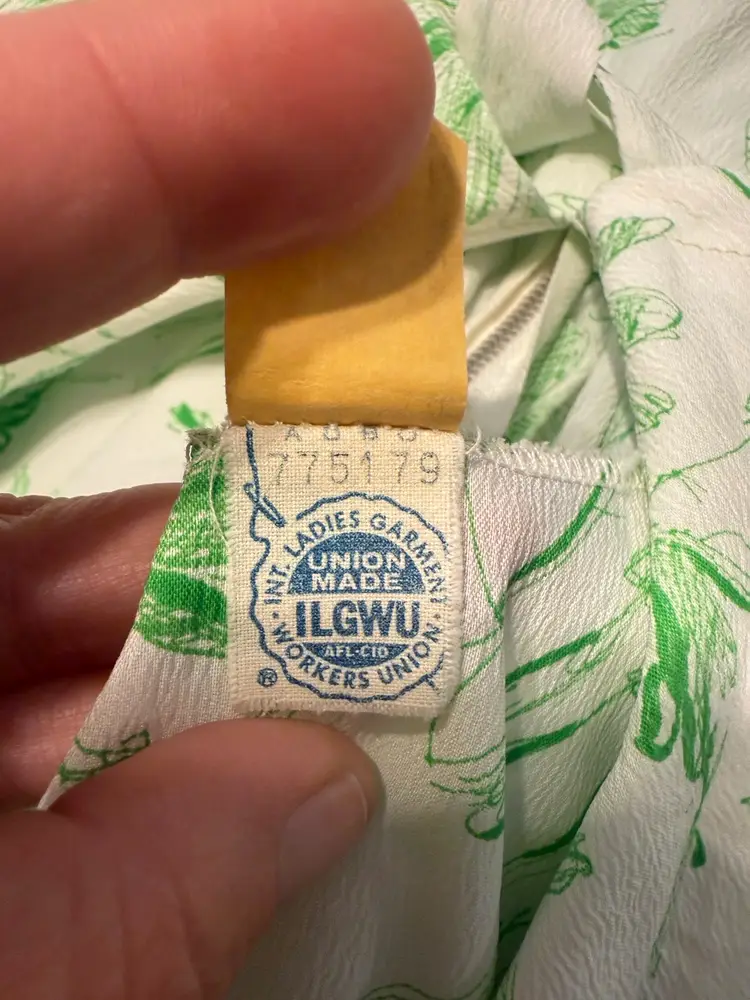 775179
INT. LADIES GARMENT
UNION
MADE
ILGWU
AFL-CIO
· WORKERS UNION ·
®